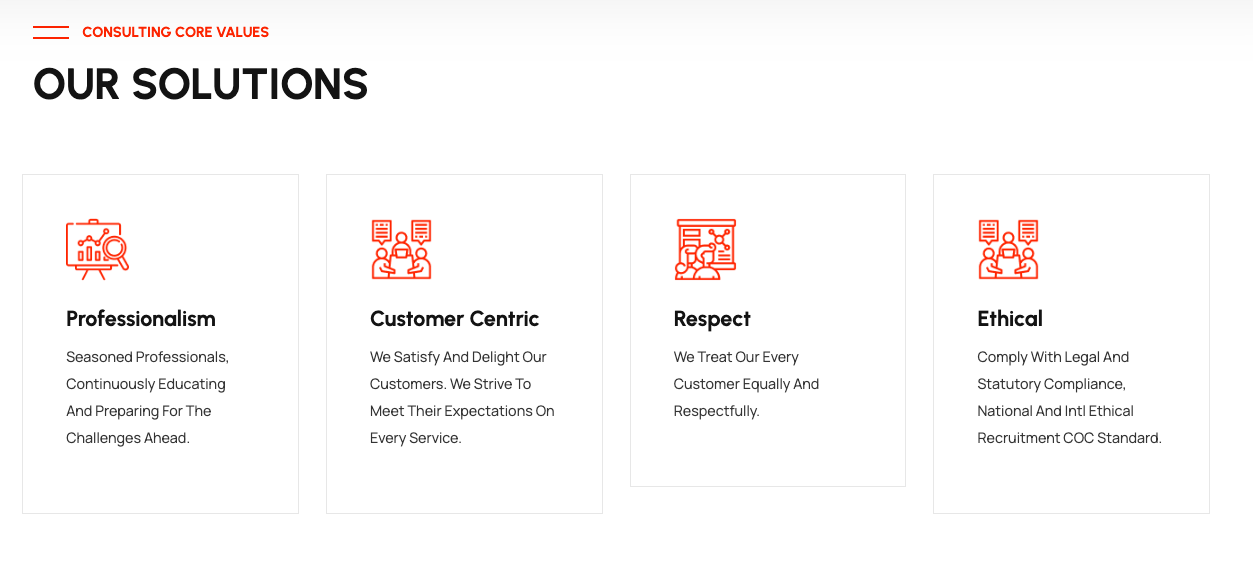 CONSULTING CORE VALUES
OUR SOLUTIONS
Professionalism
Seasoned Professionals,
Continuously Educating
And Preparing For The
Challenges Ahead.
Customer Centric
We Satisfy And Delight Our
Customers. We Strive To
Meet Their Expectations On
Every Service.
Respect
We Treat Our Every
Customer Equally And
Respectfully.
Ethical
Comply With Legal And
Statutory Compliance,
National And Intl Ethical
Recruitment COC Standard.